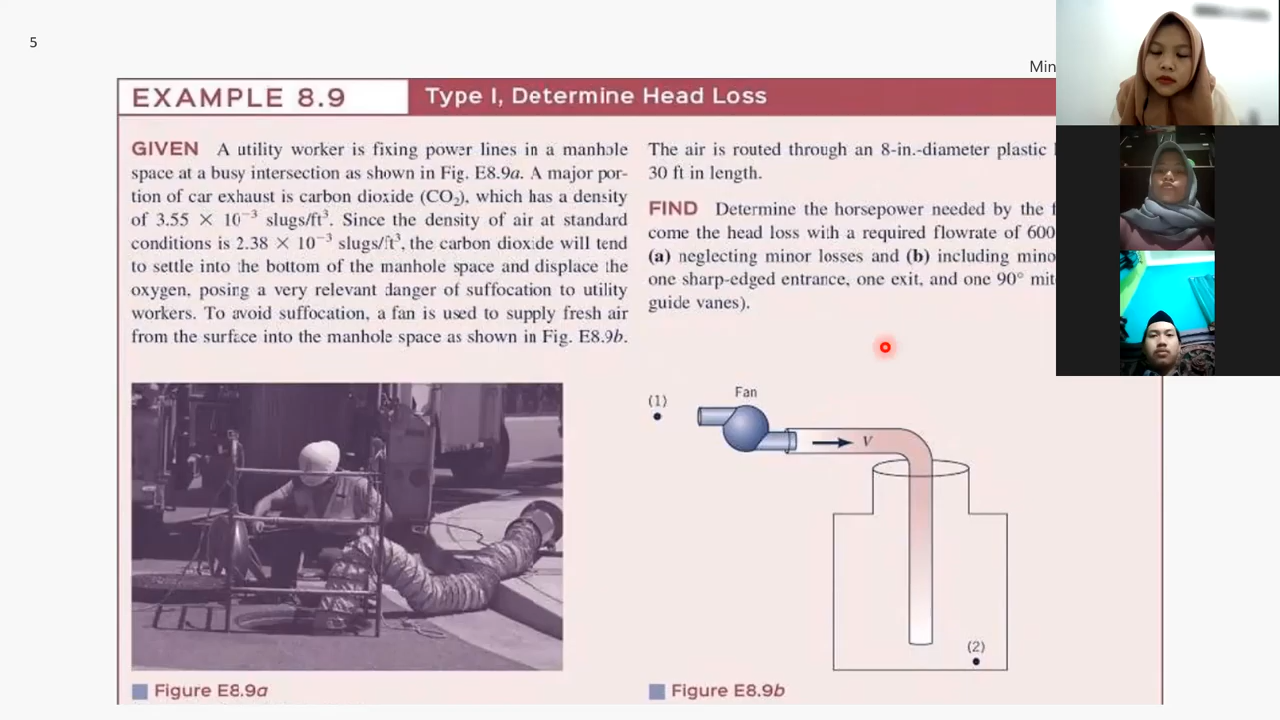 5
Min
EXAMPLE 8.9 Type I, Determine Head Loss
GIVEN A utility worker is fixing power lines in a manhole
space at a busy intersection as shown in Fig. E8.9a. A major por-
tion of car exhaust is carbon dioxide (CO₂), which has a density
of 3.55 × 10⁻³ slugs/ft³. Since the density of air at standard
conditions is 2.38 × 10⁻³ slugs/ft³, the carbon dioxide will tend
to settle into the bottom of the manhole space and displace the
oxygen, posing a very relevant danger of suffocation to utility
workers. To avoid suffocation, a fan is used to supply fresh air
from the surface into the manhole space as shown in Fig. E8.9b.
The air is routed through an 8-in.-diameter plastic
30 ft in length.
FIND Determine the horsepower needed by the f
come the head loss with a required flowrate of 600
(a) neglecting minor losses and (b) including mino
one sharp-edged entrance, one exit, and one 90° mit
guide vanes).
(1)
Fan
V
(2)
Figure E8.9a
Figure E8.9b